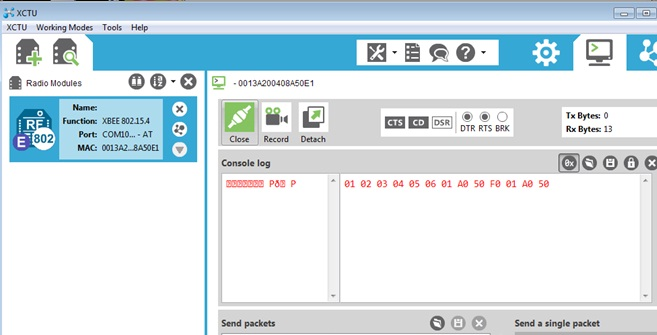 XCTU
XCTU Working Modes Tools Help
Radio Modules
- 0013A200408A50E1
Name:
Function: XBEE 802.15.4
Port: COM10... - AT
MAC: 0013A2...8A50E1
RF
E 802
Close Record Detach
CTS CD DSR
DTR RTS BRK
Tx Bytes: 0
Rx Bytes: 13
Console log
0x
Pð P
01 02 03 04 05 06 01 A0 50 F0 01 A0 50
Send packets
Send a single packet